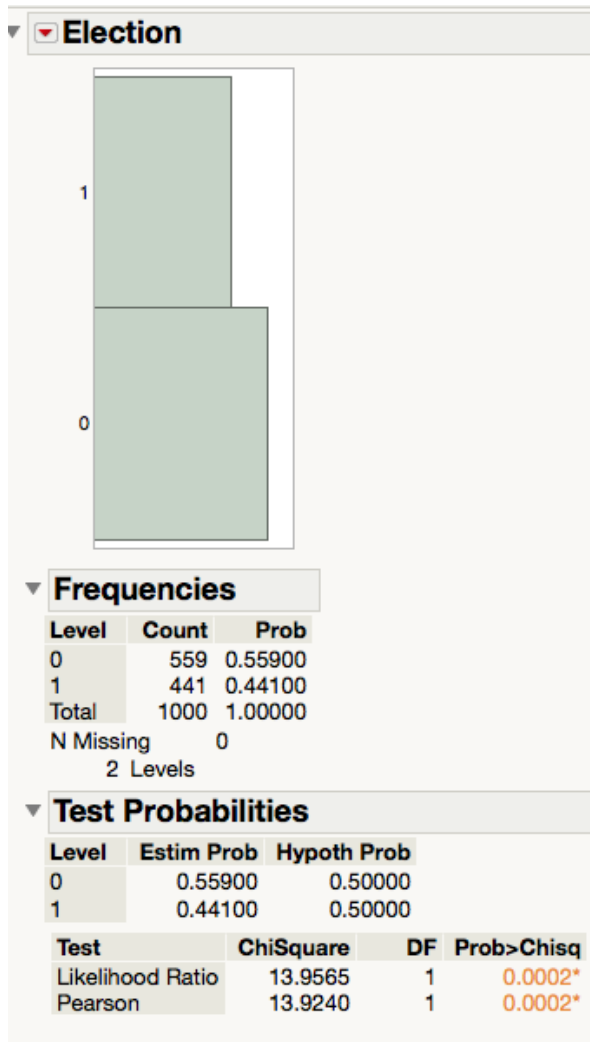 Election
1
0
Frequencies
Level Count Prob
0 559 0.55900
1 441 0.44100
Total 1000 1.00000
N Missing 0
2 Levels
Test Probabilities
Level Estim Prob Hypoth Prob
0 0.55900 0.50000
1 0.44100 0.50000
Test ChiSquare DF Prob>Chisq
Likelihood Ratio 13.9565 1 0.0002*
Pearson 13.9240 1 0.0002*